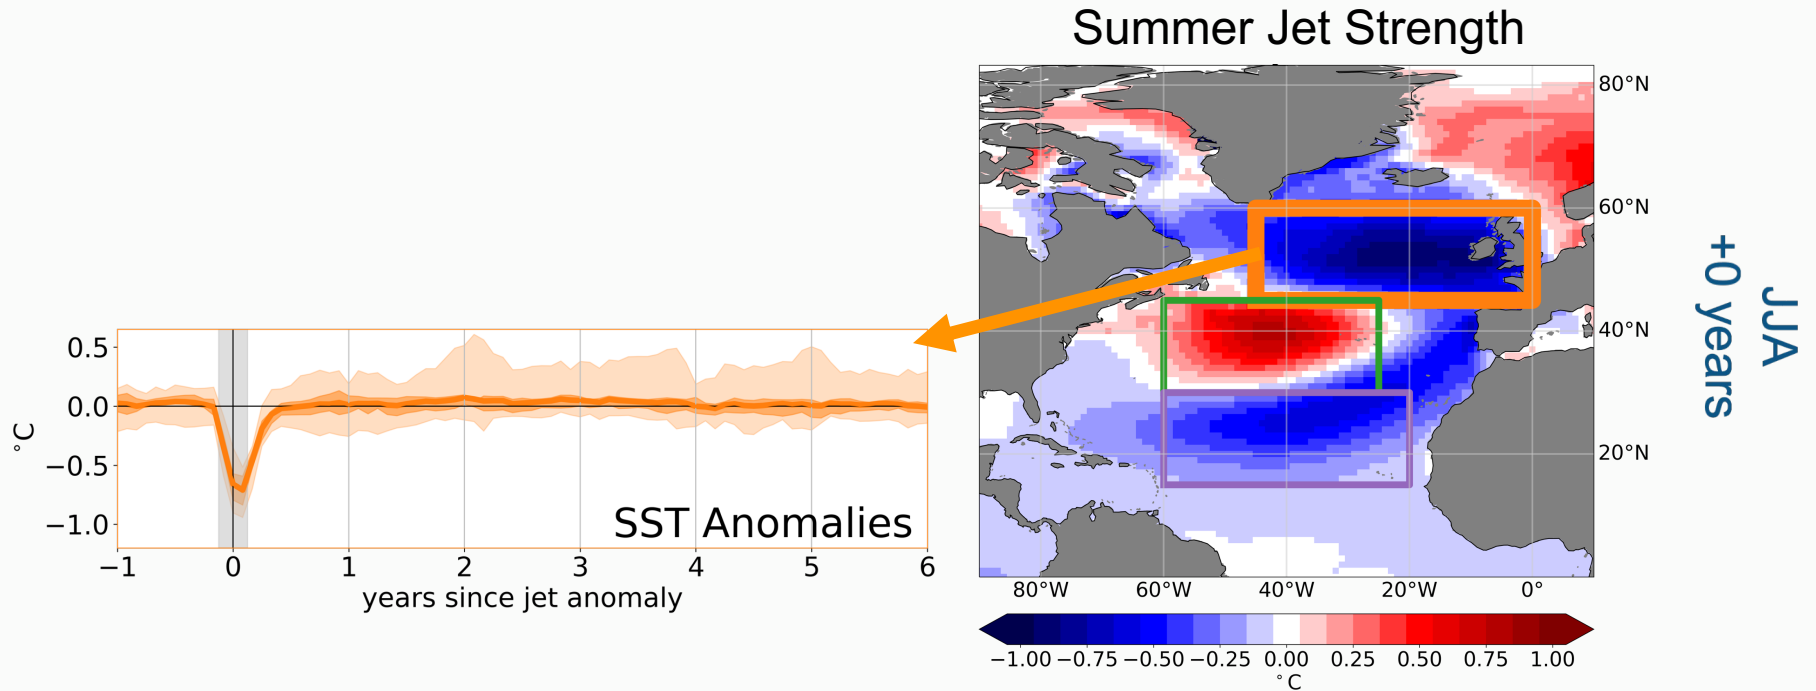 Summer Jet Strength
80°N
60°N
40°N
20°N
80°W 60°W 40°W 20°W 0°
−1.00 −0.75 −0.50 −0.25 0.00 0.25 0.50 0.75 1.00
°C
JJA
+0 years
0.5
0.0
−0.5
−1.0
°C
SST Anomalies
−1 0 1 2 3 4 5 6
years since jet anomaly